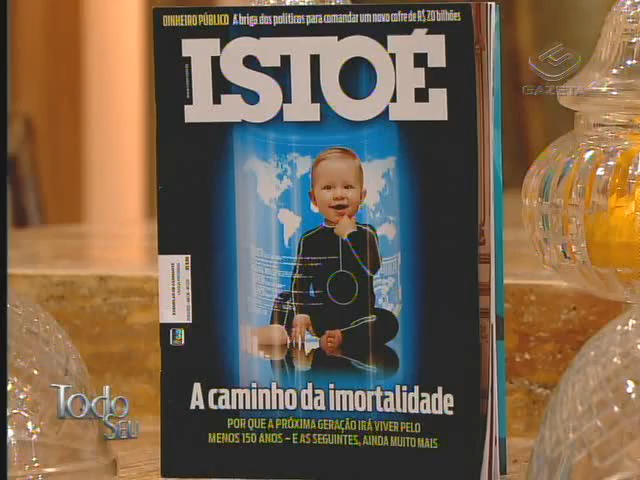 DINHEIRO PÚBLICO A briga dos políticos para comandar um novo cofre de R$ 20 bilhões
ISTOÉ
GAZETA
A caminho da imortalidade
POR QUE A PRÓXIMA GERAÇÃO IRÁ VIVER PELO
MENOS 150 ANOS – E AS SEGUINTES, AINDA MUITO MAIS
Todo
Seu